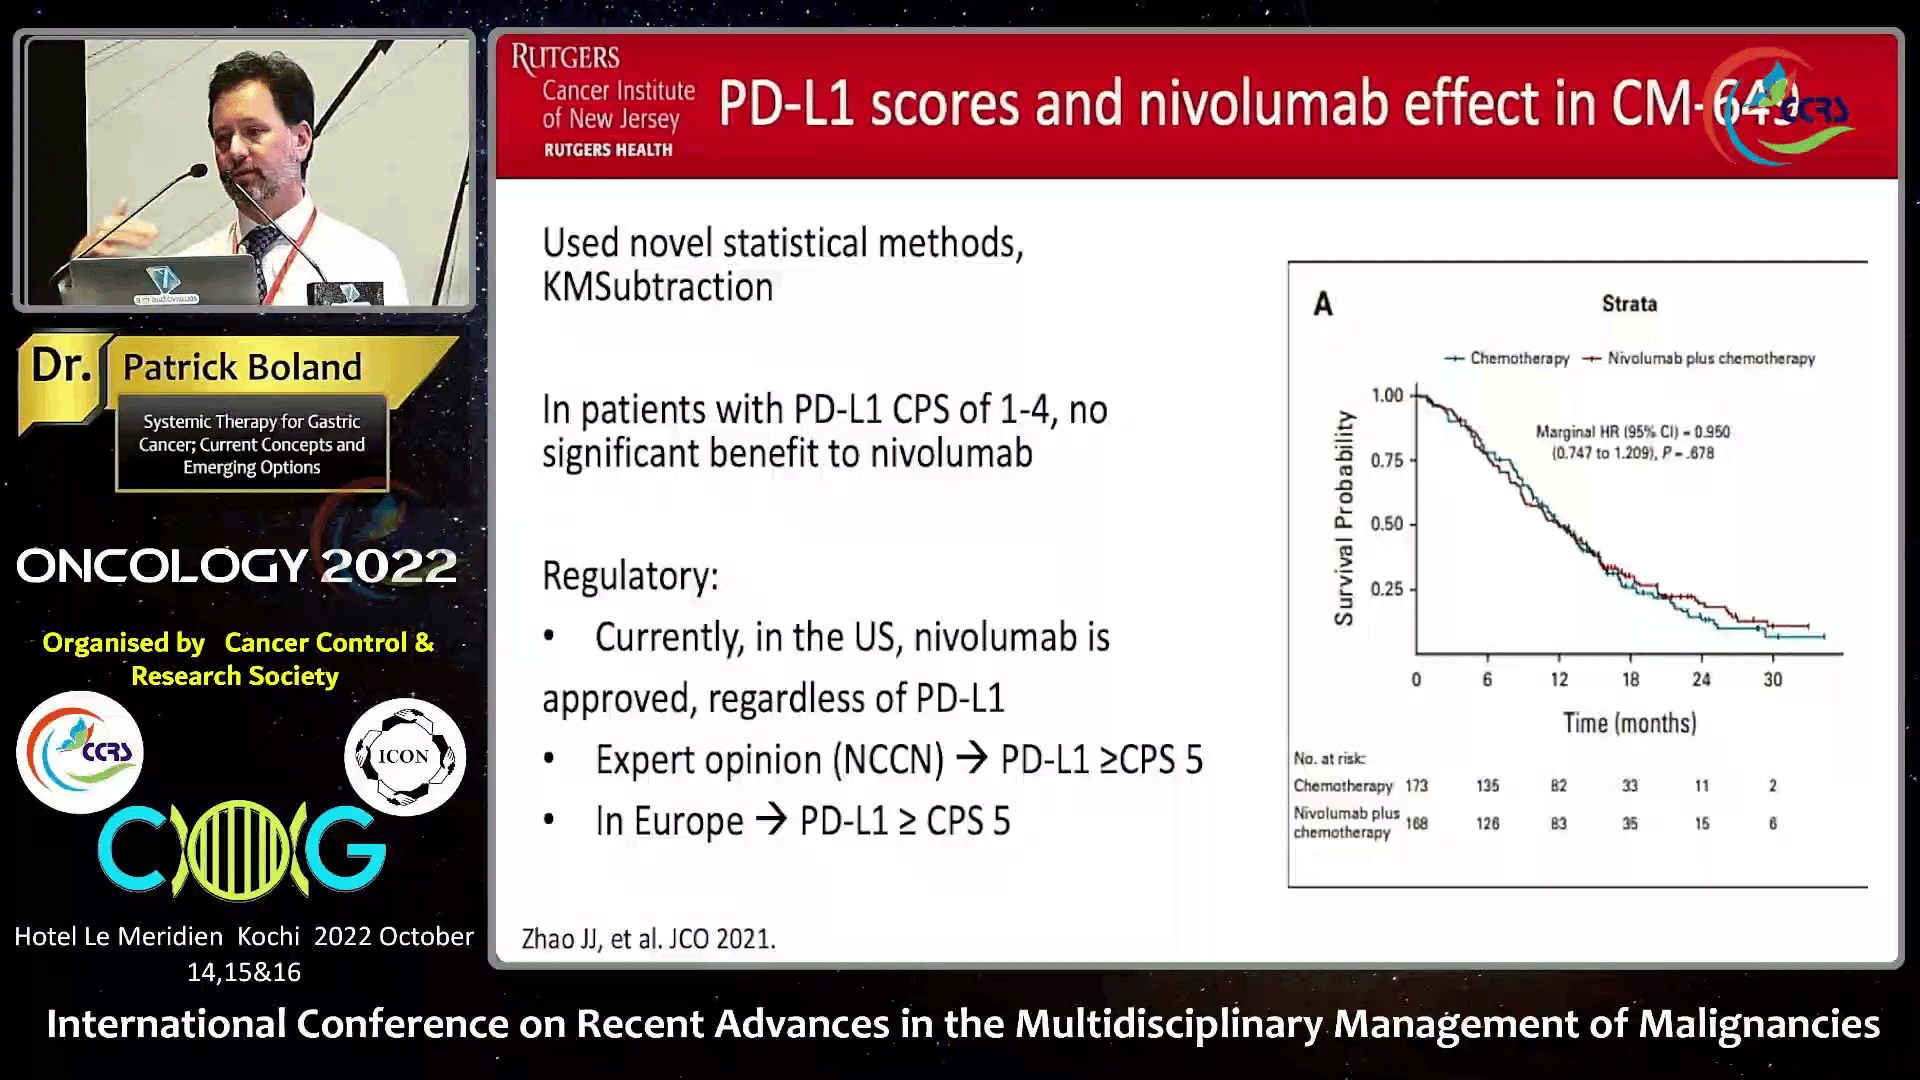 RUTGERS
Cancer Institute
of New Jersey
RUTGERS HEALTH
PD-L1 scores and nivolumab effect in CM-649
CCRS
Used novel statistical methods,
KMSubtraction
In patients with PD-L1 CPS of 1-4, no
significant benefit to nivolumab
Regulatory:
• Currently, in the US, nivolumab is
approved, regardless of PD-L1
• Expert opinion (NCCN) → PD-L1 ≥CPS 5
• In Europe → PD-L1 ≥ CPS 5
Zhao JJ, et al. JCO 2021.
A
Strata
Chemotherapy
Nivolumab plus chemotherapy
Marginal HR (95% CI) = 0.950
(0.747 to 1.209), P = .678
Survival Probability
1.00
0.75
0.50
0.25
0 6 12 18 24 30
Time (months)
No. at risk:
Chemotherapy 173 135 82 33 11 2
Nivolumab plus
chemotherapy 168 126 83 35 15 6
Dr. Patrick Boland
Systemic Therapy for Gastric
Cancer; Current Concepts and
Emerging Options
ONCOLOGY 2022
Organised by Cancer Control &
Research Society
CCRS
ICON
COG
Hotel Le Meridien Kochi 2022 October
14,15&16
International Conference on Recent Advances in the Multidisciplinary Management of Malignancies